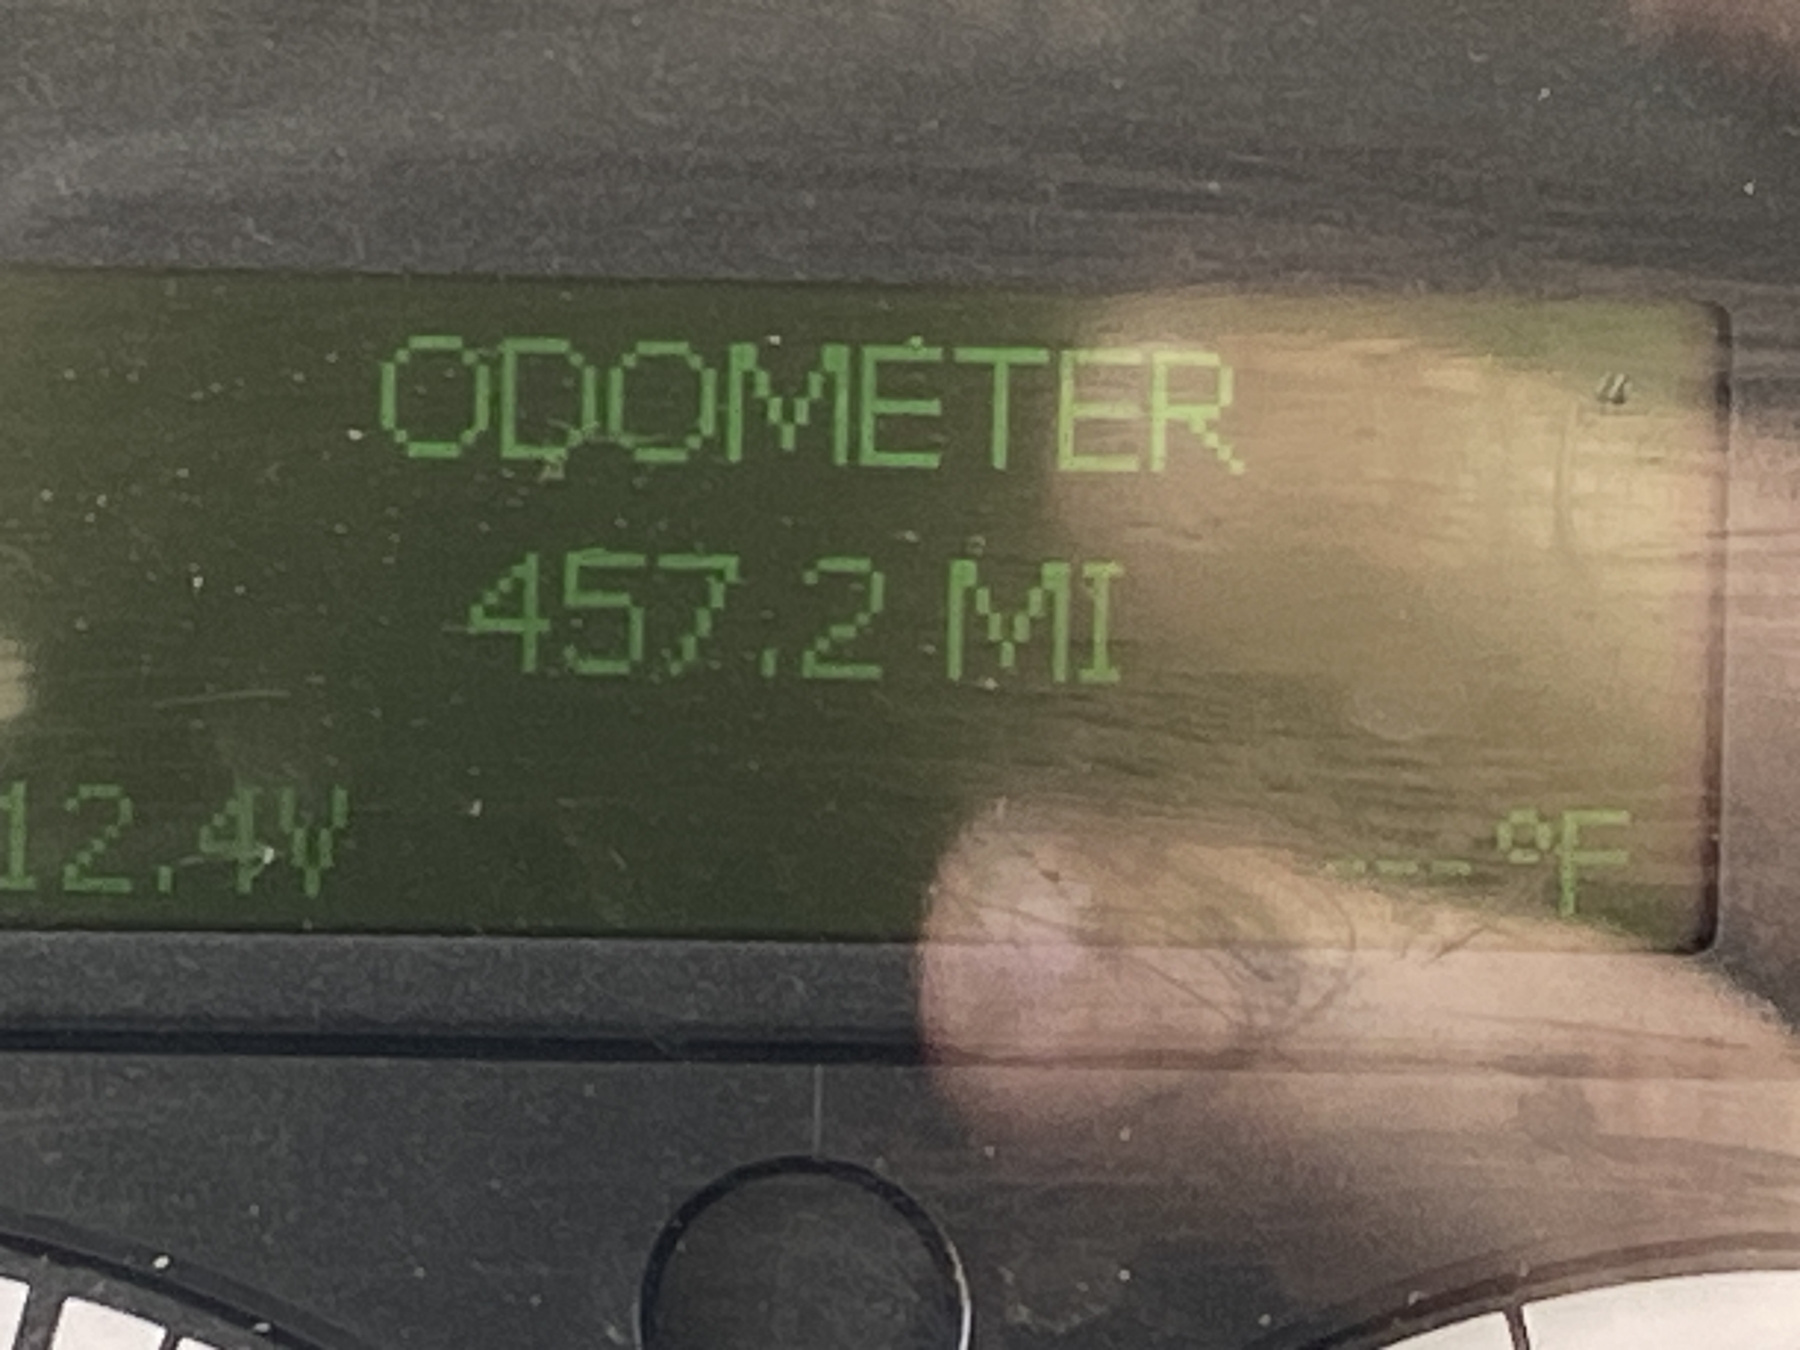 ODOMETER
457.2 MI
12.4V
--- °F